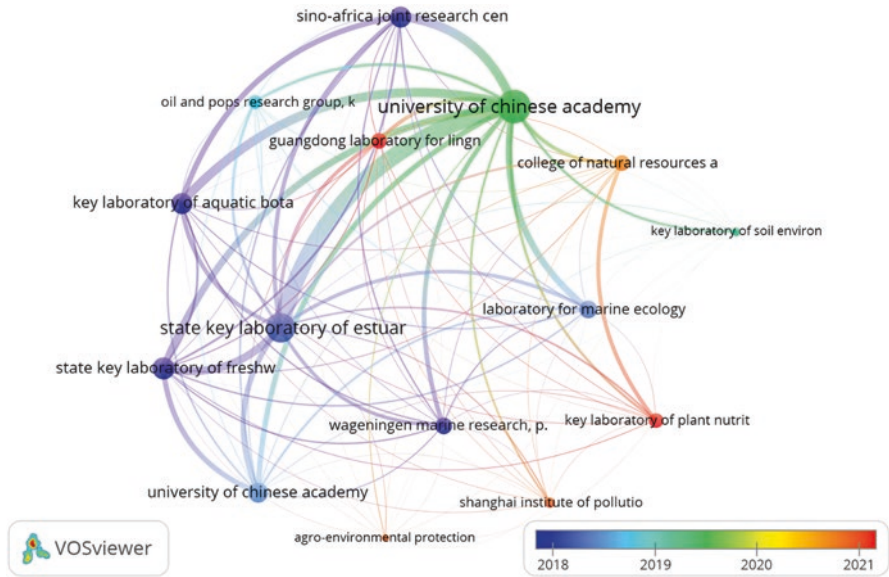 sino-africa joint research cen
oil and pops research group, k
university of chinese academy
guangdong laboratory for lingn
college of natural resources a
key laboratory of aquatic bota
key laboratory of soil environ
laboratory for marine ecology
state key laboratory of estuar
state key laboratory of freshw
wageningen marine research, p.
key laboratory of plant nutrit
university of chinese academy
shanghai institute of pollutio
agro-environmental protection
VOSviewer
2018 2019 2020 2021